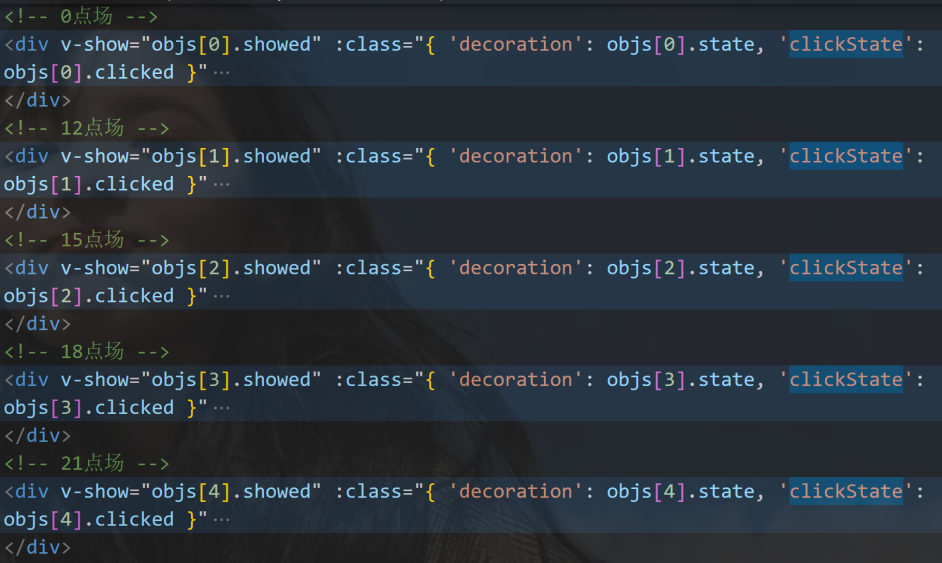 <!-- 0点场 -->
<div v-show="objs[0].showed" :class="{ 'decoration': objs[0].state, 'clickState':
objs[0].clicked }"···
</div>
<!-- 12点场 -->
<div v-show="objs[1].showed" :class="{ 'decoration': objs[1].state, 'clickState':
objs[1].clicked }"···
</div>
<!-- 15点场 -->
<div v-show="objs[2].showed" :class="{ 'decoration': objs[2].state, 'clickState':
objs[2].clicked }"···
</div>
<!-- 18点场 -->
<div v-show="objs[3].showed" :class="{ 'decoration': objs[3].state, 'clickState':
objs[3].clicked }"···
</div>
<!-- 21点场 -->
<div v-show="objs[4].showed" :class="{ 'decoration': objs[4].state, 'clickState':
objs[4].clicked }"···
</div>